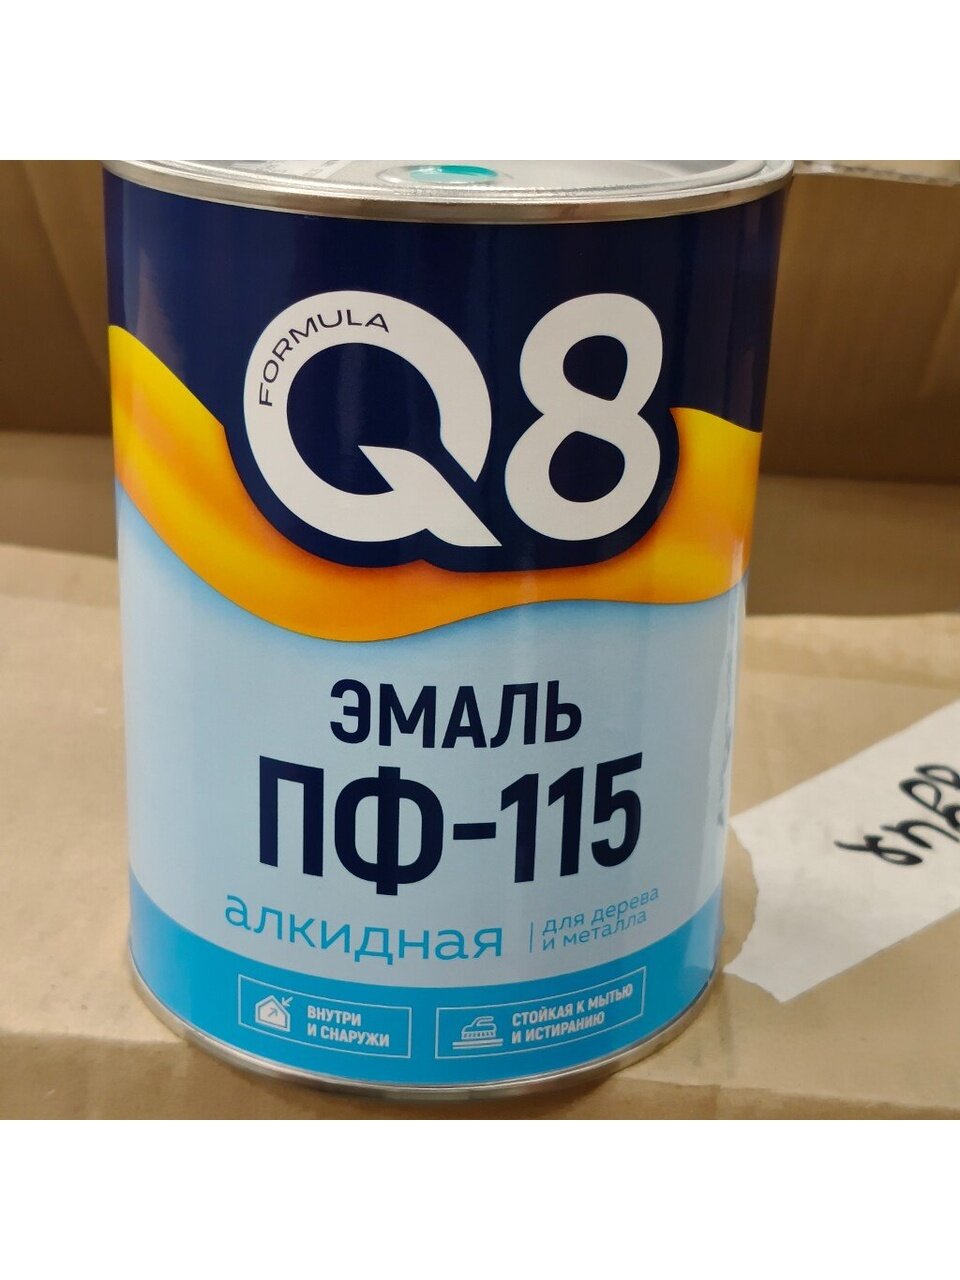 FORMULA
Q8
ЭМАЛЬ
ПФ-115
алкидная
для дерева
и металла
ВНУТРИ
И СНАРУЖИ
СТОЙКАЯ К МЫТЬЮ
И ИСТИРАНИЮ